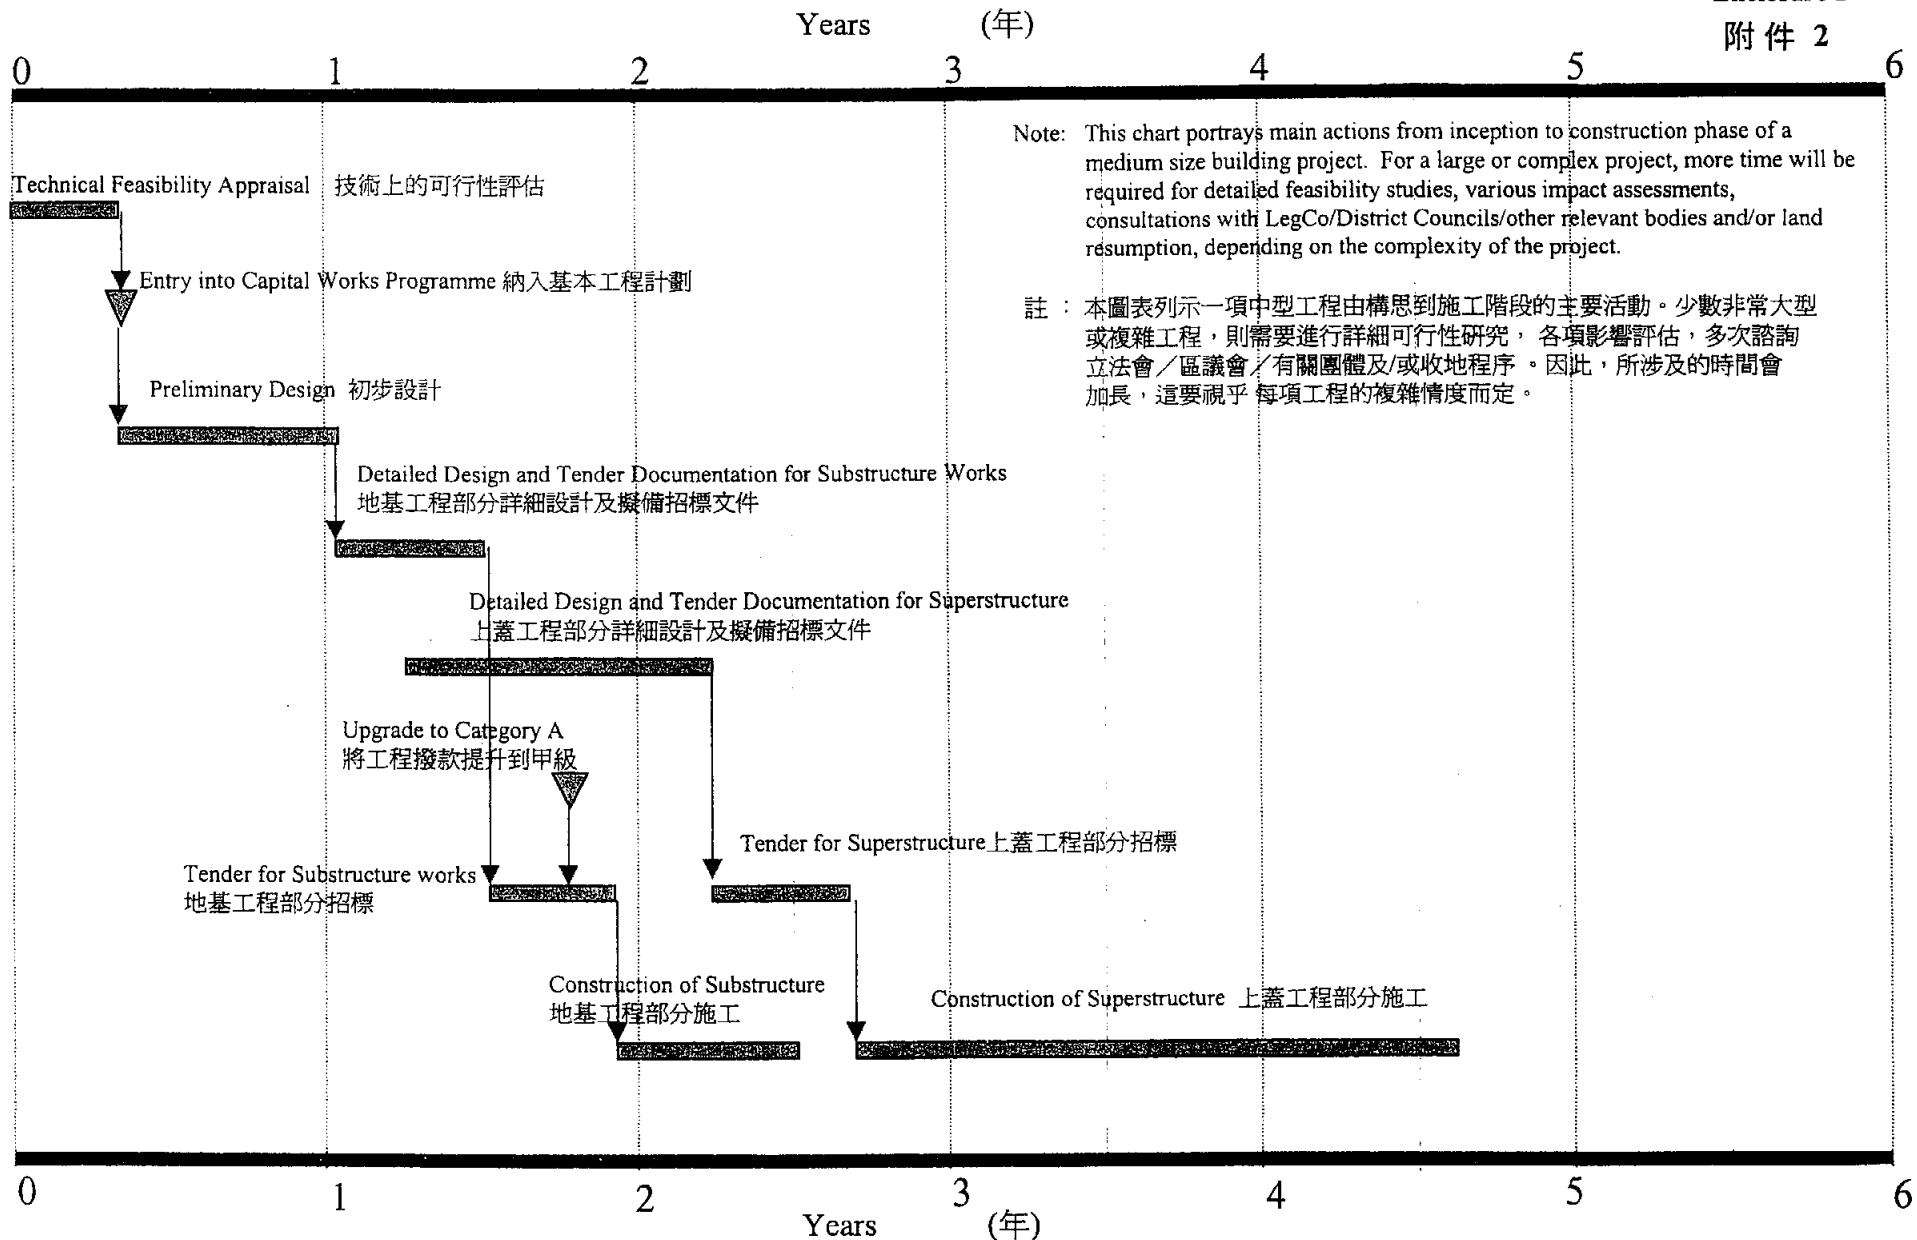 附件 2
Years (年)
0 1 2 3 4 5 6
Note: This chart portrays main actions from inception to construction phase of a
medium size building project. For a large or complex project, more time will be
required for detailed feasibility studies, various impact assessments,
consultations with LegCo/District Councils/other relevant bodies and/or land
resumption, depending on the complexity of the project.
註：本圖表列示一項中型工程由構思到施工階段的主要活動。少數非常大型
或複雜工程，則需要進行詳細可行性研究，各項影響評估，多次諮詢
立法會／區議會／有關團體及/或收地程序。因此，所涉及的時間會
加長，這要視乎每項工程的複雜情度而定。
Technical Feasibility Appraisal 技術上的可行性評估
Entry into Capital Works Programme 納入基本工程計劃
Preliminary Design 初步設計
Detailed Design and Tender Documentation for Substructure Works
地基工程部分詳細設計及擬備招標文件
Detailed Design and Tender Documentation for Superstructure
上蓋工程部分詳細設計及擬備招標文件
Upgrade to Category A
將工程撥款提升到甲級
Tender for Superstructure上蓋工程部分招標
Tender for Substructure works
地基工程部分招標
Construction of Substructure
地基工程部分施工
Construction of Superstructure 上蓋工程部分施工
0 1 2 3 4 5 6
Years (年)